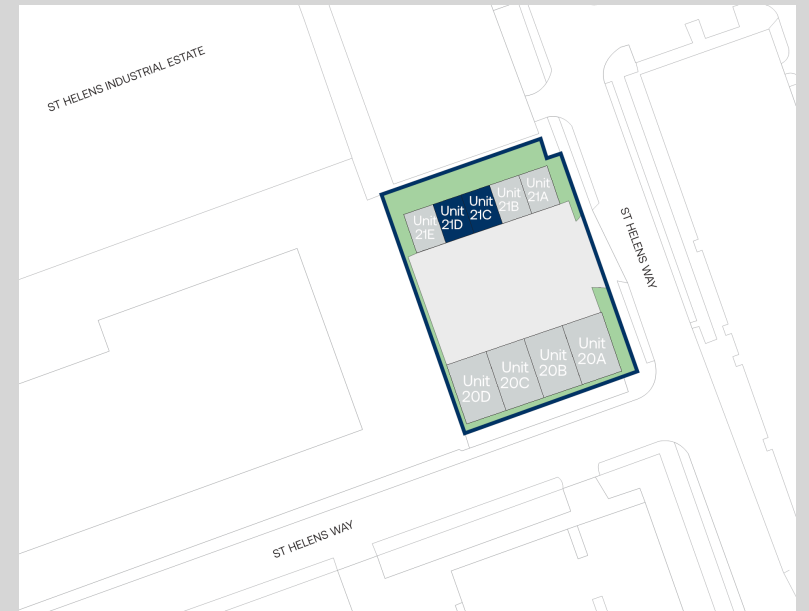 ST HELENS INDUSTRIAL ESTATE
Unit
21E
Unit
21D
Unit
21C
Unit
21B
Unit
21A
ST HELENS WAY
Unit
20D
Unit
20C
Unit
20B
Unit
20A
ST HELENS WAY